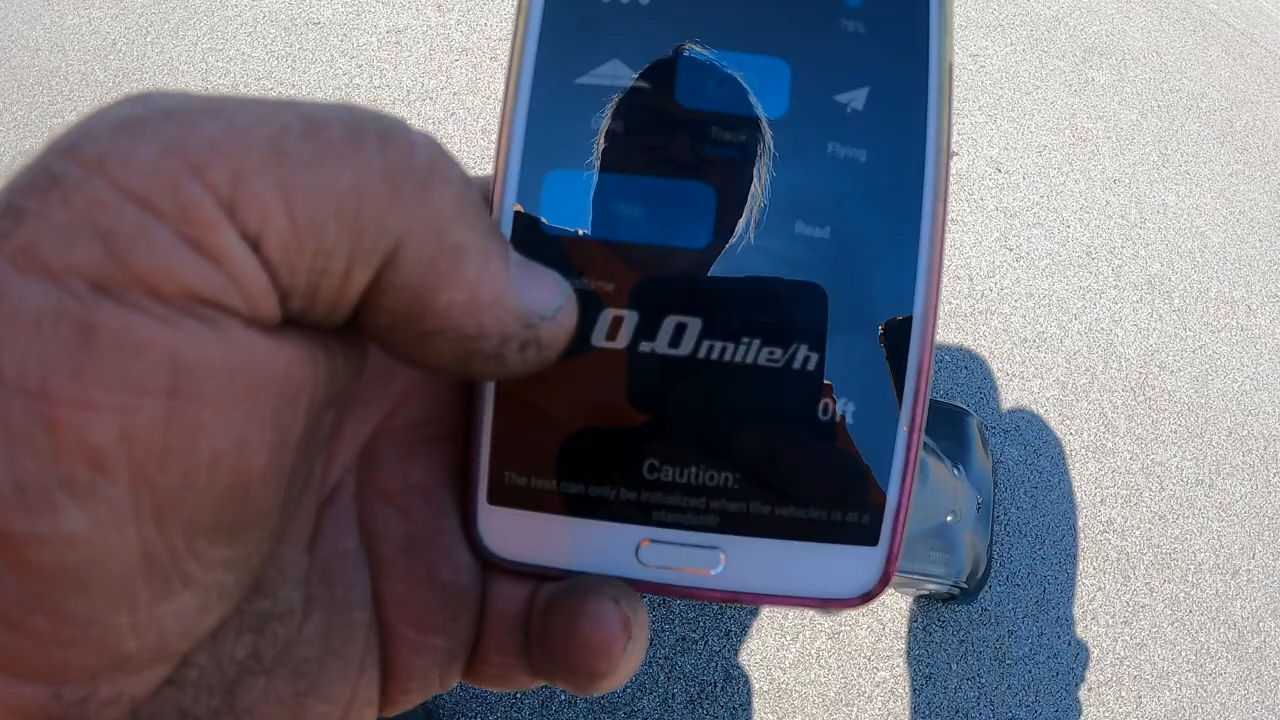 75%
Track
Flying
Read
0.0mile/h
0ft
Caution:
The test can only be initialized when the vehicles is at a
standstill